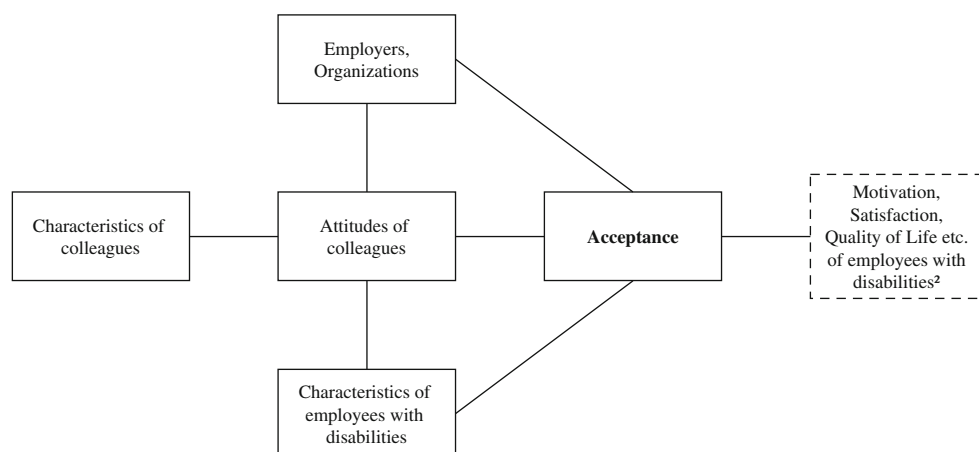 Employers,
Organizations
Characteristics of
colleagues
Attitudes of
colleagues
Acceptance
Motivation,
Satisfaction,
Quality of Life etc.
of employees with
disabilities²
Characteristics of
employees with
disabilities